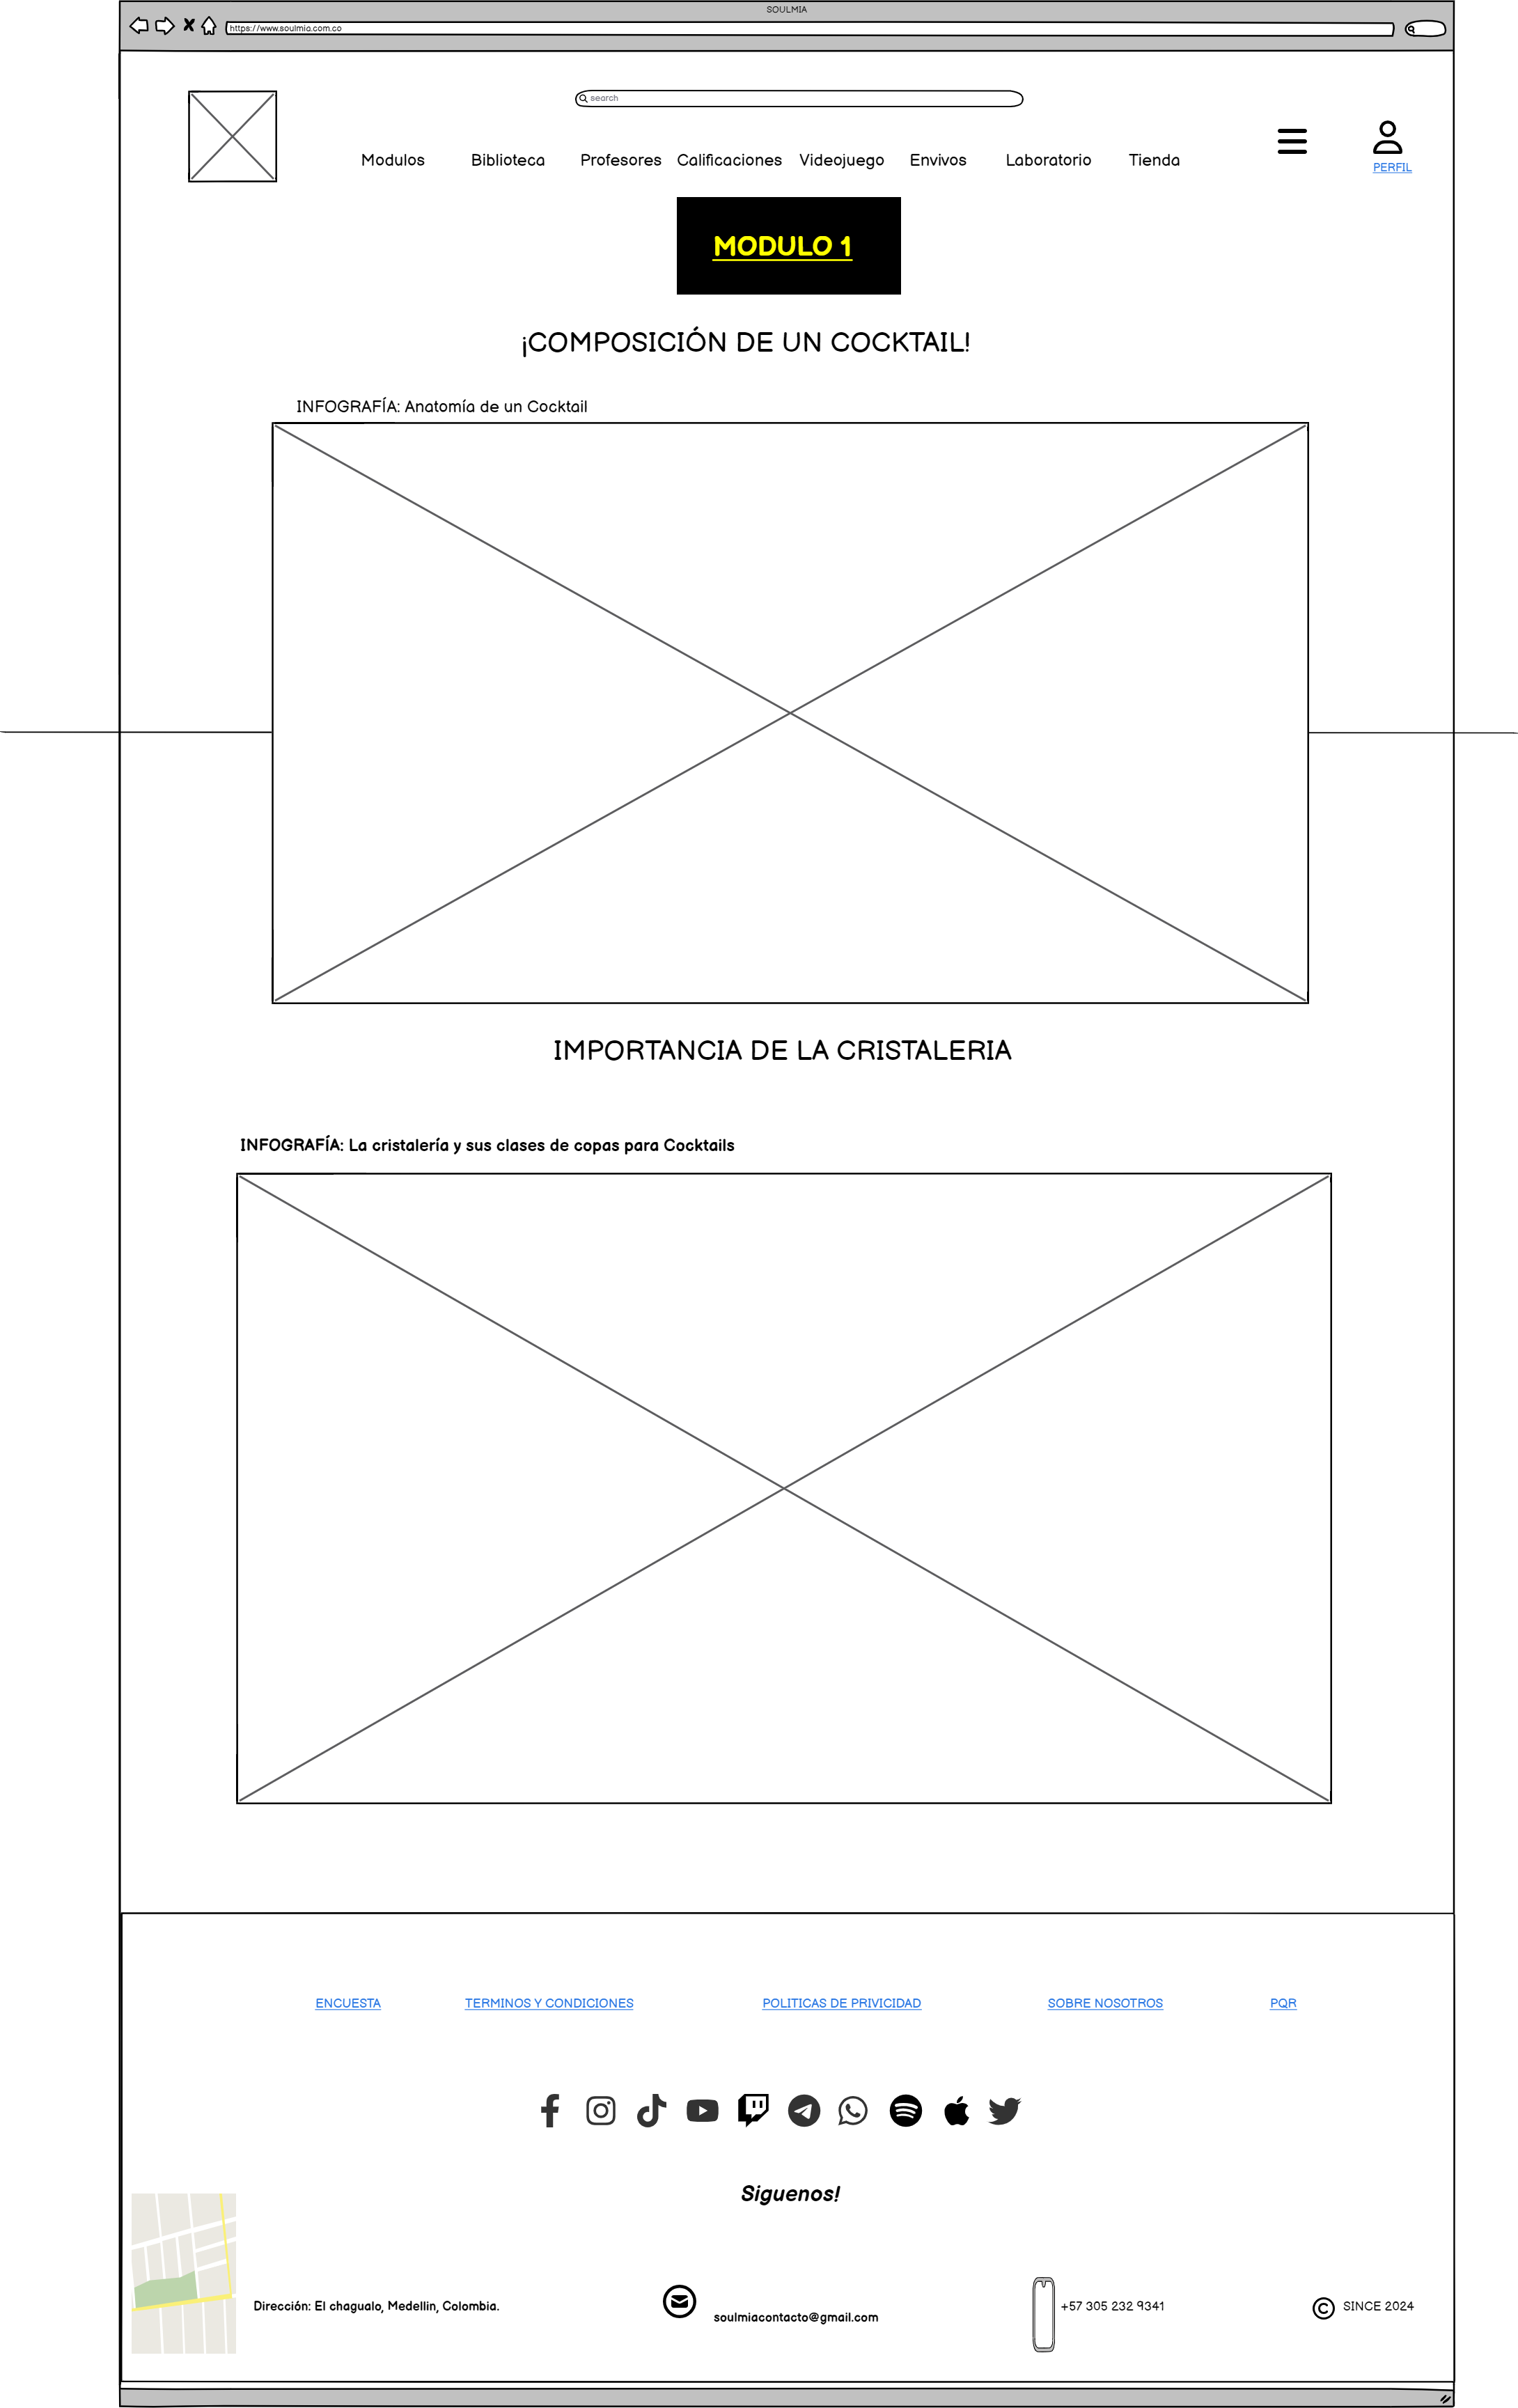 SOULMIA
https://www.soulmia.com.co
search
Modulos Biblioteca Profesores Calificaciones Videojuego Envivos Laboratorio Tienda
PERFIL
MODULO 1
¡COMPOSICIÓN DE UN COCKTAIL!
INFOGRAFÍA: Anatomía de un Cocktail
IMPORTANCIA DE LA CRISTALERIA
INFOGRAFÍA: La cristalería y sus clases de copas para Cocktails
ENCUESTA TERMINOS Y CONDICIONES POLITICAS DE PRIVICIDAD SOBRE NOSOTROS PQR
Siguenos!
Dirección: El chagualo, Medellin, Colombia.
soulmiacontacto@gmail.com
+57 305 232 9341
© SINCE 2024